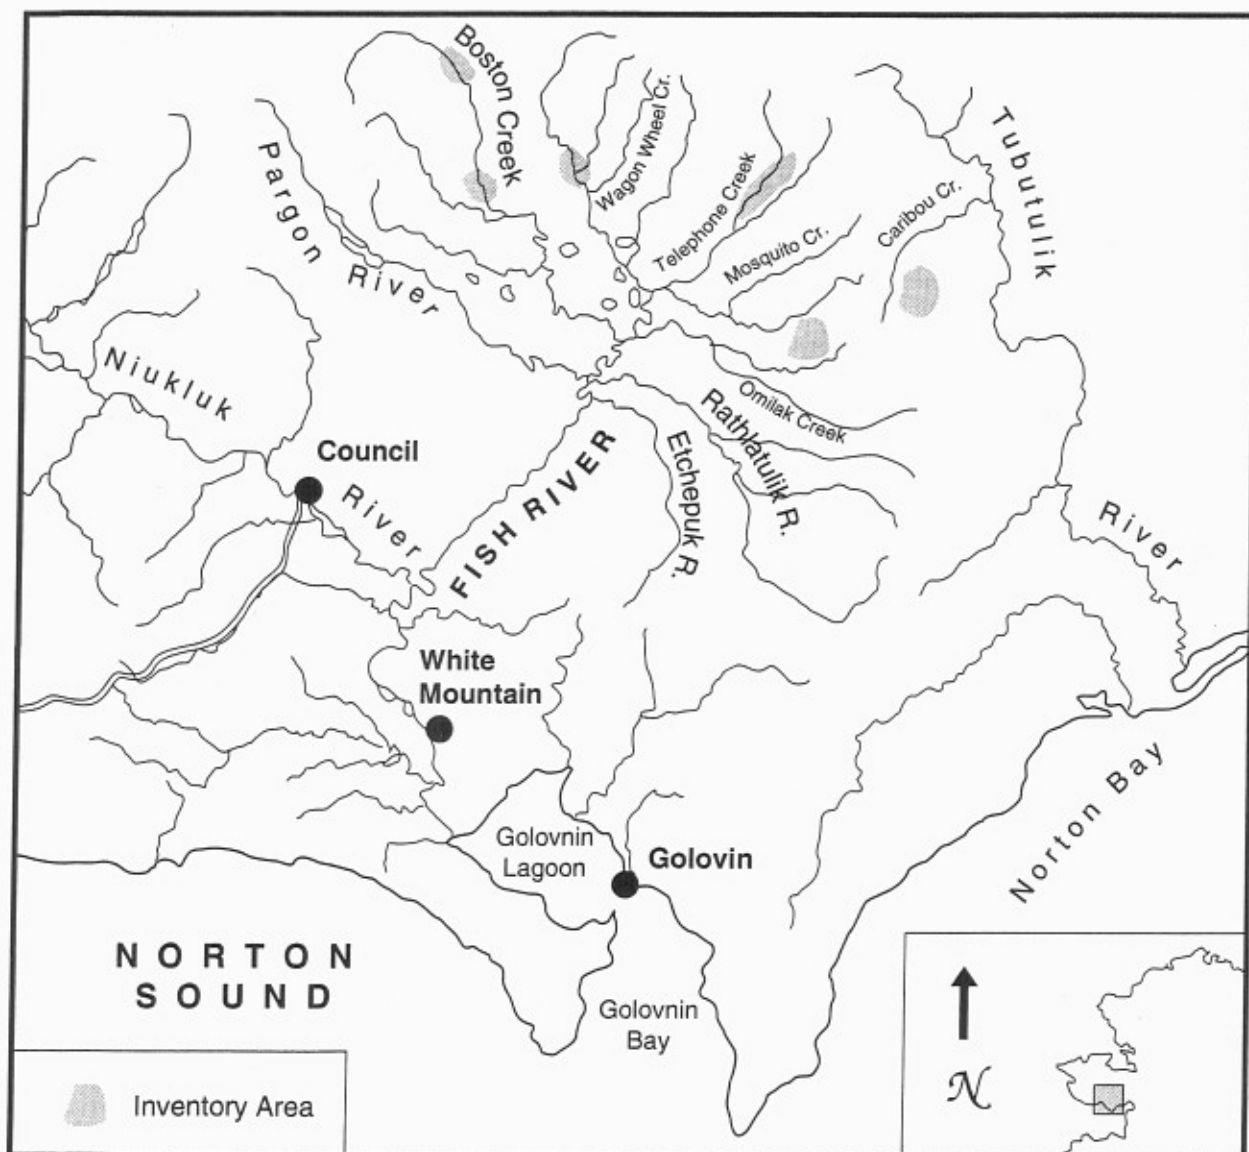 Boston Creek
Wagon Wheel Cr.
Pargon River
Telephone Creek
Mosquito Cr.
Caribou Cr.
Tubutulik
River
Niukluk
River
Omilak Creek
Rathlatulik R.
Etchepuk R.
FISH RIVER
Council
White
Mountain
Golovnin
Lagoon
Golovin
Norton Bay
NORTON
SOUND
Golovnin
Bay
Inventory Area
N